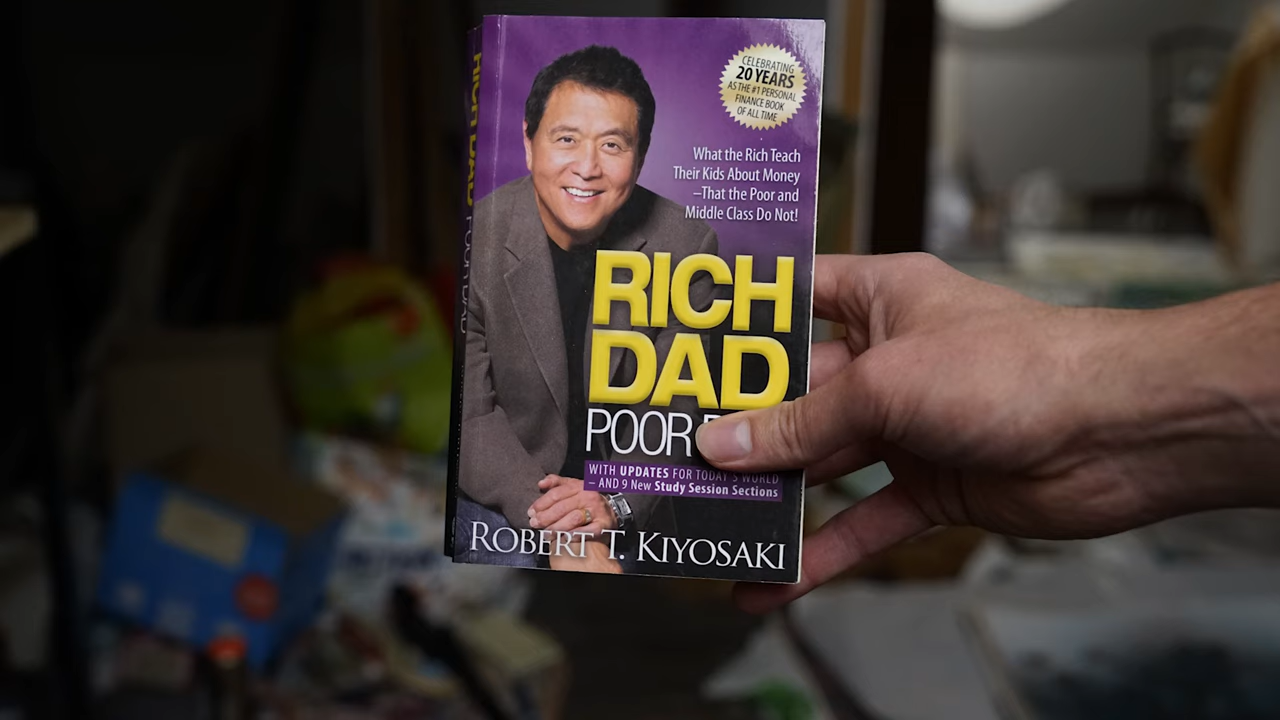 CELEBRATING
20 YEARS
AS THE #1 PERSONAL
FINANCE BOOK
OF ALL TIME
What the Rich Teach
Their Kids About Money
–That the Poor and
Middle Class Do Not!
RICH
DAD
POOR
WITH UPDATES FOR TODAY'S WORLD
– AND 9 New Study Session Sections
ROBERT T. KIYOSAKI
RICH DAD POOR DAD